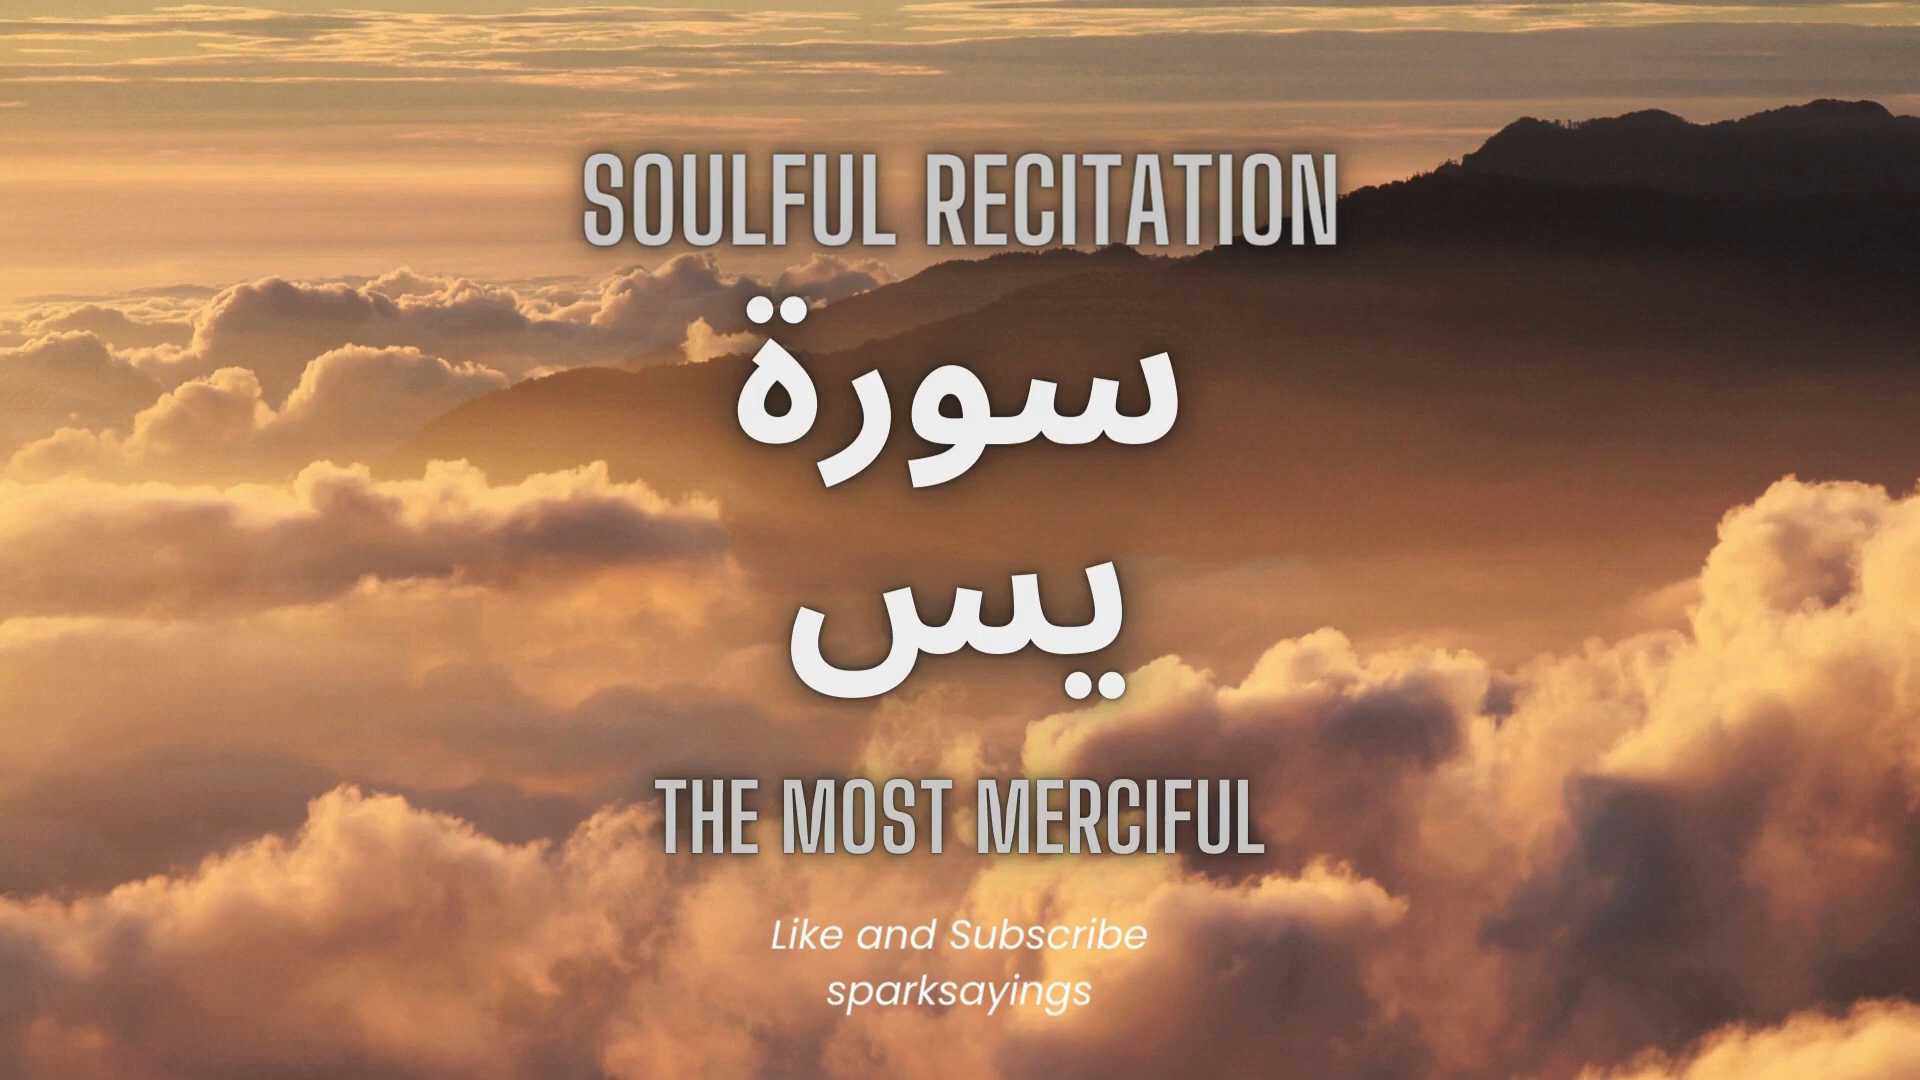 SOULFUL RECITATION
سورة
يس
THE MOST MERCIFUL
Like and Subscribe
sparksayings